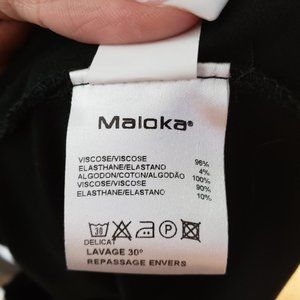 Maloka®
VISCOSE/VISCOSE 96%
ELASTHANE/ELASTANO 4%
ALGODON/COTON/ALGODÃO 100%
VISCOSE/VISCOSE 90%
ELASTHANE/ELASTANO 10%
30 P
DELICAT
LAVAGE 30°
REPASSAGE ENVERS